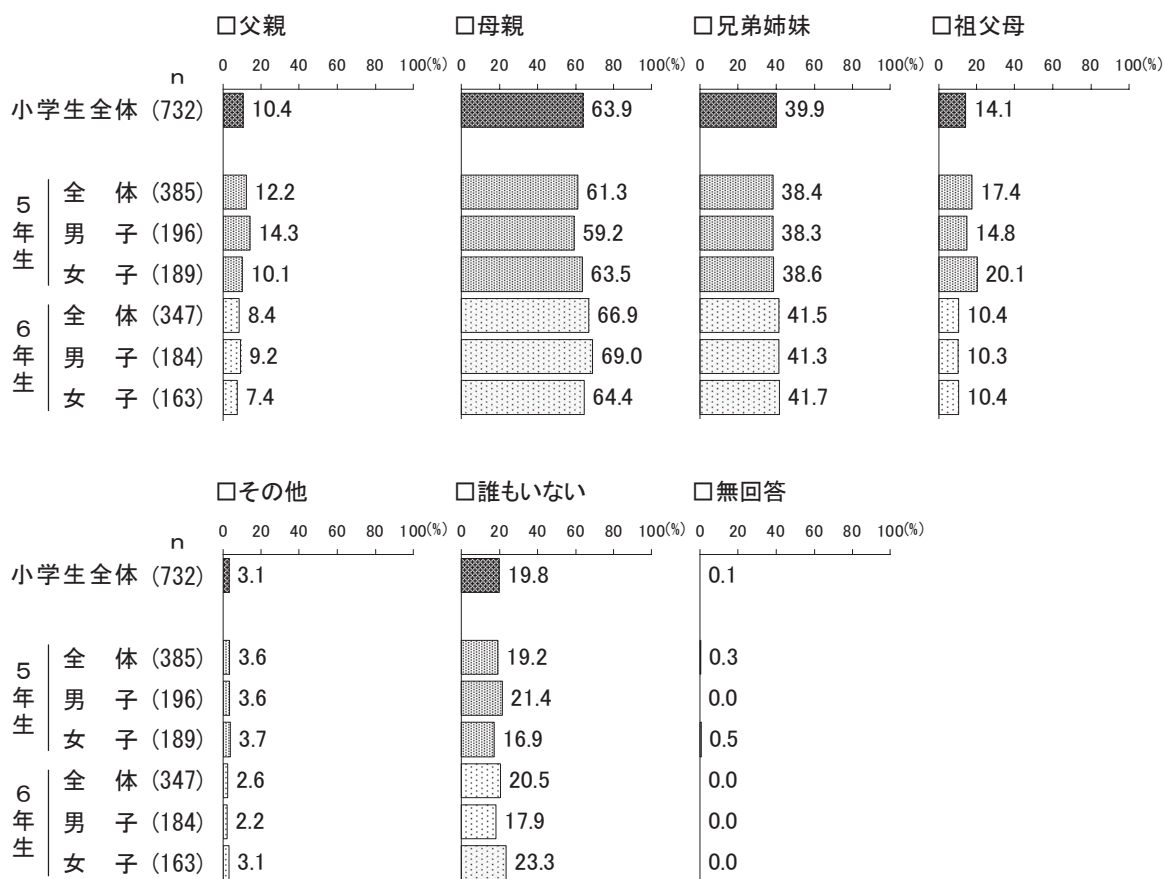 □父親 □母親 □兄弟姉妹 □祖父母
0 20 40 60 80 100(%) 0 20 40 60 80 100(%) 0 20 40 60 80 100(%) 0 20 40 60 80 100(%)
n
小学生全体 (732) 10.4 63.9 39.9 14.1
5年生
全 体 (385) 12.2 61.3 38.4 17.4
男 子 (196) 14.3 59.2 38.3 14.8
女 子 (189) 10.1 63.5 38.6 20.1
6年生
全 体 (347) 8.4 66.9 41.5 10.4
男 子 (184) 9.2 69.0 41.3 10.3
女 子 (163) 7.4 64.4 41.7 10.4
□その他 □誰もいない □無回答
0 20 40 60 80 100(%) 0 20 40 60 80 100(%) 0 20 40 60 80 100(%)
n
小学生全体 (732) 3.1 19.8 0.1
5年生
全 体 (385) 3.6 19.2 0.3
男 子 (196) 3.6 21.4 0.0
女 子 (189) 3.7 16.9 0.5
6年生
全 体 (347) 2.6 20.5 0.0
男 子 (184) 2.2 17.9 0.0
女 子 (163) 3.1 23.3 0.0